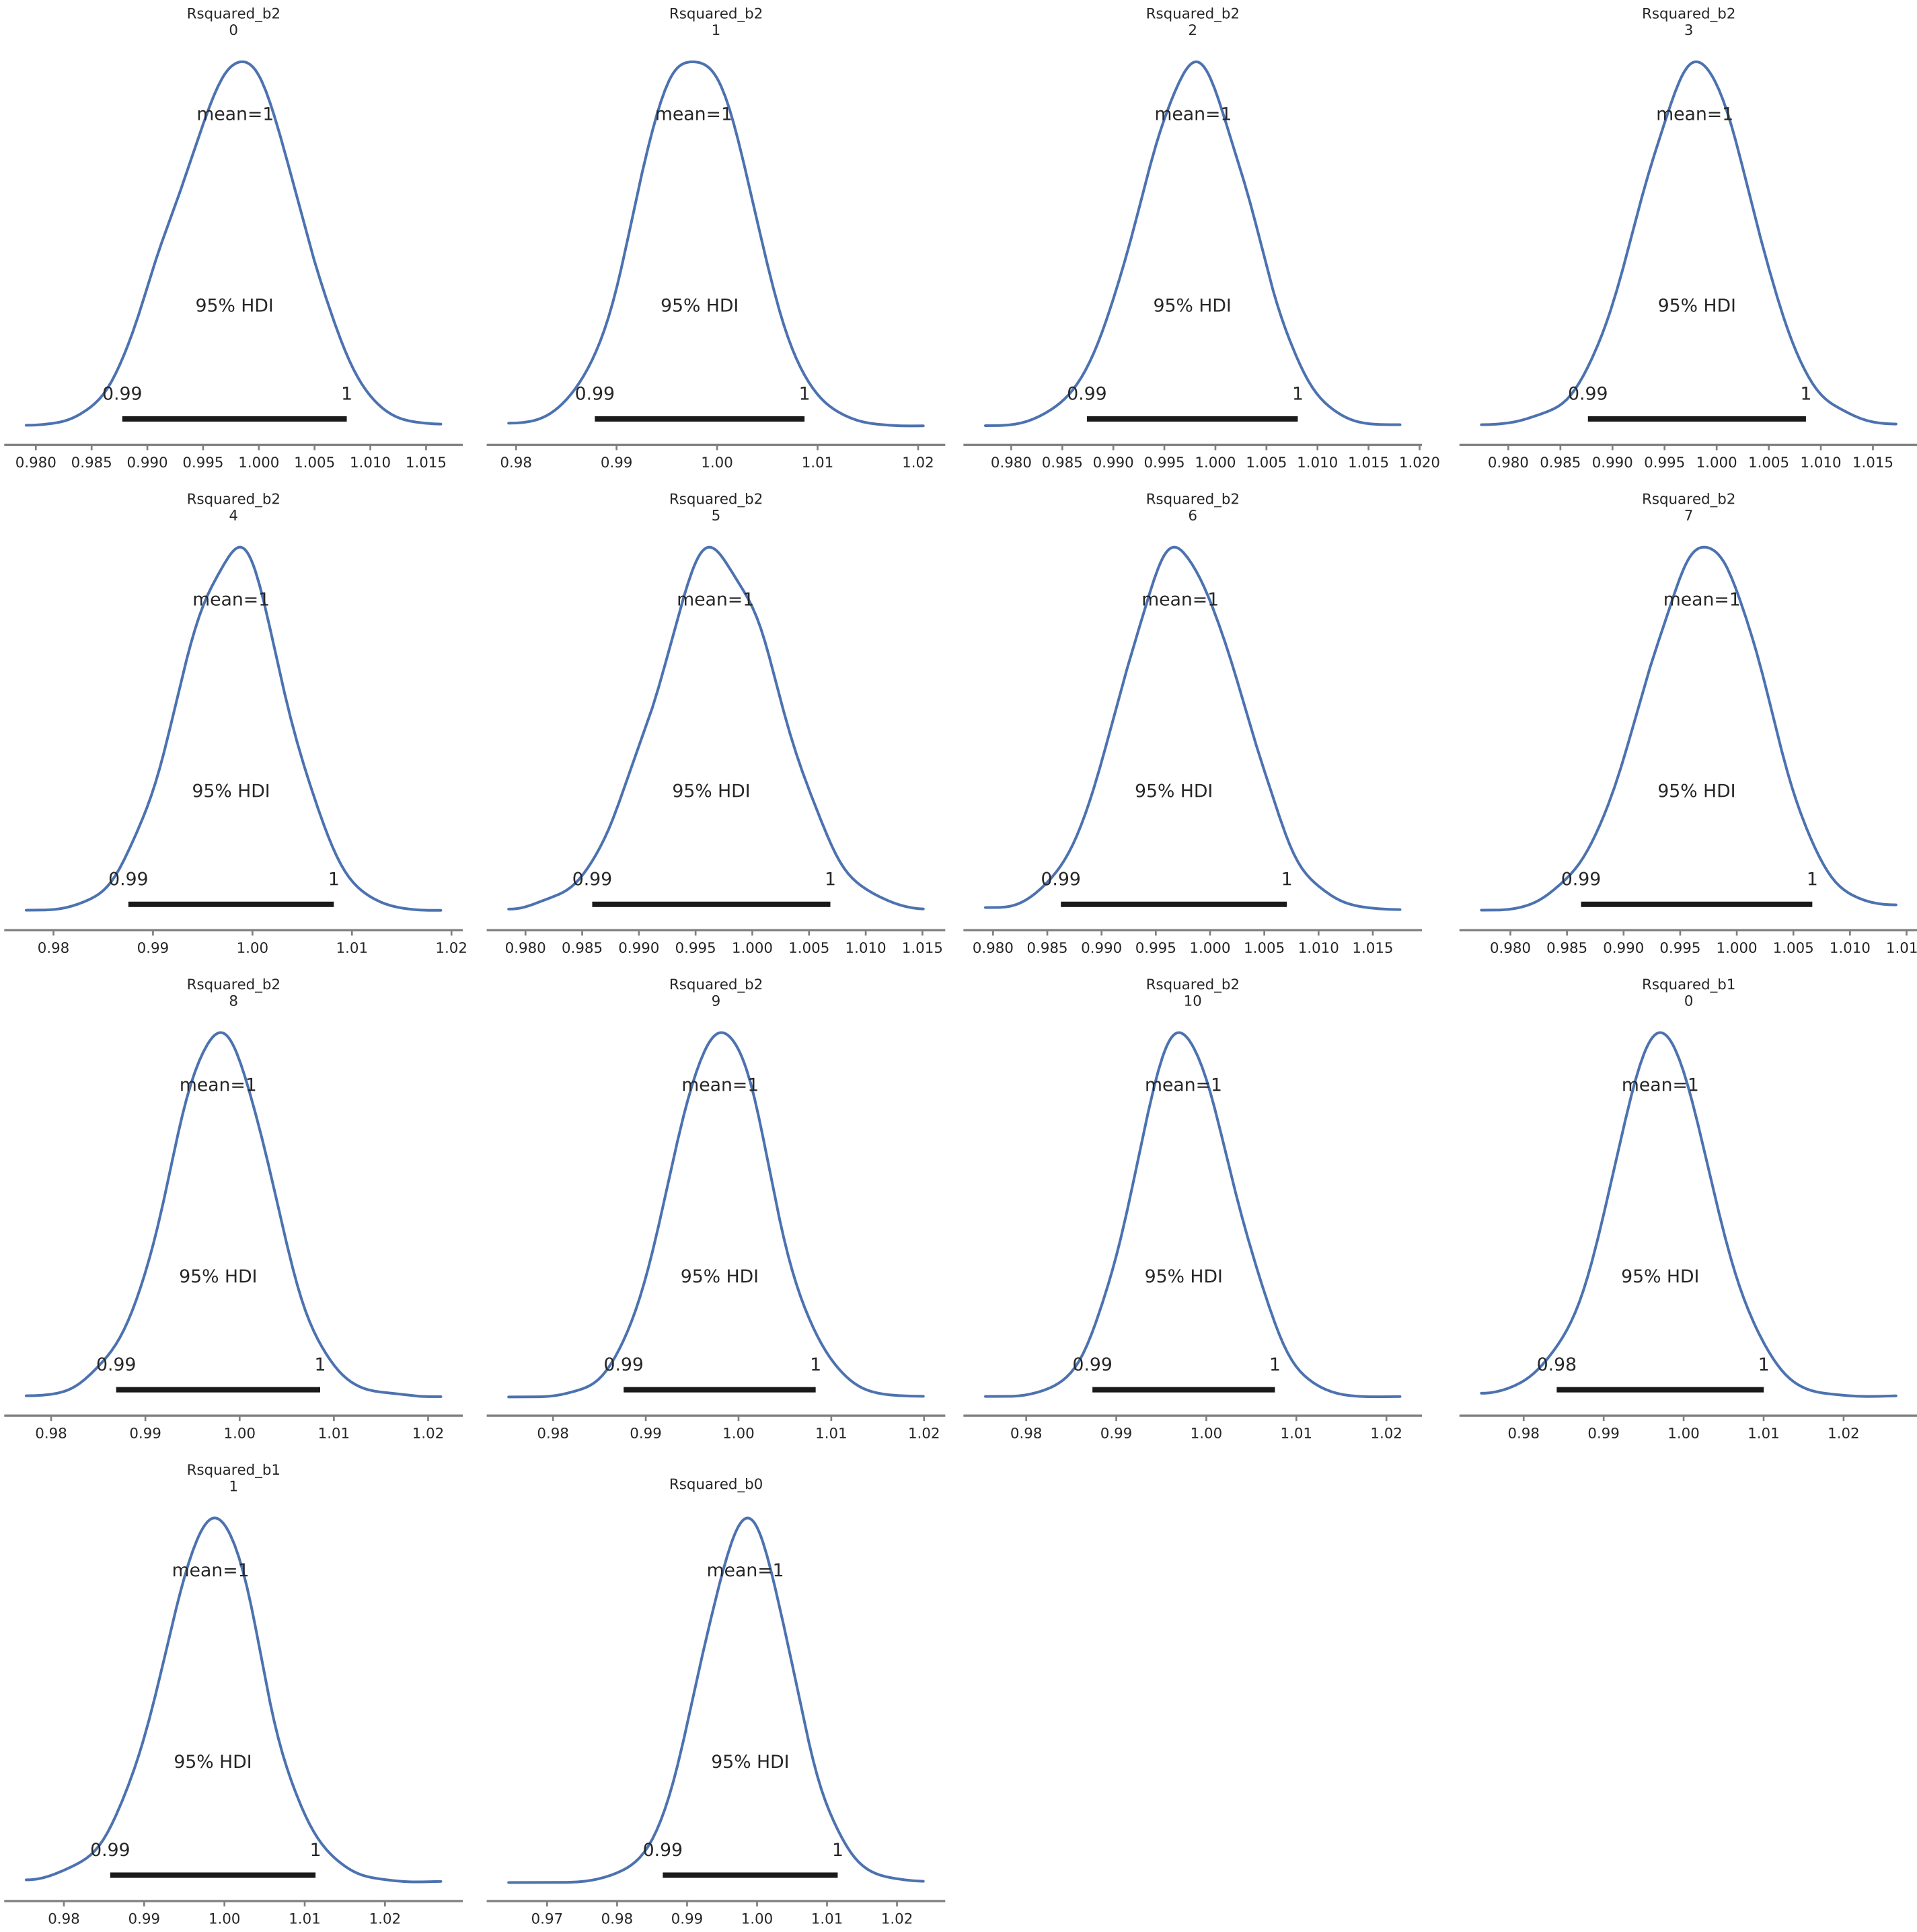 Rsquared_b2
0
mean=1
95% HDI
0.99 1
0.980 0.985 0.990 0.995 1.000 1.005 1.010 1.015
Rsquared_b2
1
mean=1
95% HDI
0.99 1
0.98 0.99 1.00 1.01 1.02
Rsquared_b2
2
mean=1
95% HDI
0.99 1
0.980 0.985 0.990 0.995 1.000 1.005 1.010 1.015 1.020
Rsquared_b2
3
mean=1
95% HDI
0.99 1
0.980 0.985 0.990 0.995 1.000 1.005 1.010 1.015
Rsquared_b2
4
mean=1
95% HDI
0.99 1
0.98 0.99 1.00 1.01 1.02
Rsquared_b2
5
mean=1
95% HDI
0.99 1
0.980 0.985 0.990 0.995 1.000 1.005 1.010 1.015
Rsquared_b2
6
mean=1
95% HDI
0.99 1
0.980 0.985 0.990 0.995 1.000 1.005 1.010 1.015
Rsquared_b2
7
mean=1
95% HDI
0.99 1
0.980 0.985 0.990 0.995 1.000 1.005 1.010 1.01
Rsquared_b2
8
mean=1
95% HDI
0.99 1
0.98 0.99 1.00 1.01 1.02
Rsquared_b2
9
mean=1
95% HDI
0.99 1
0.98 0.99 1.00 1.01 1.02
Rsquared_b2
10
mean=1
95% HDI
0.99 1
0.98 0.99 1.00 1.01 1.02
Rsquared_b1
0
mean=1
95% HDI
0.98 1
0.98 0.99 1.00 1.01 1.02
Rsquared_b1
1
mean=1
95% HDI
0.99 1
0.98 0.99 1.00 1.01 1.02
Rsquared_b0
mean=1
95% HDI
0.99 1
0.97 0.98 0.99 1.00 1.01 1.02